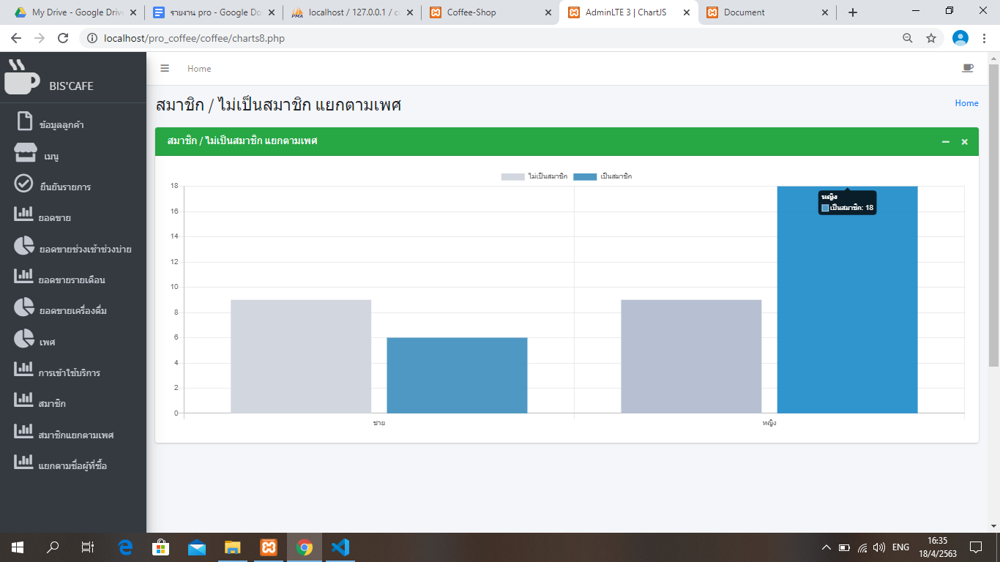 My Drive - Google Drive
รายงาน pro - Google Do
localhost / 127.0.0.1 / c
Coffee-Shop
AdminLTE 3 | ChartJS
Document
localhost/pro_coffee/coffee/charts8.php
BIS'CAFE
Home
สมาชิก / ไม่เป็นสมาชิก แยกตามเพศ
Home
ข้อมูลลูกค้า
เมนู
ยืนยันรายการ
ยอดขาย
ยอดขายช่วงเช้าช่วงบ่าย
ยอดขายรายเดือน
ยอดขายเครื่องดื่ม
เพศ
การเข้าใช้บริการ
สมาชิก
สมาชิกแยกตามเพศ
แยกตามชื่อผู้ที่ซื้อ
สมาชิก / ไม่เป็นสมาชิก แยกตามเพศ
ไม่เป็นสมาชิก เป็นสมาชิก
18
16
14
12
10
8
6
4
2
0
หญิง
เป็นสมาชิก: 18
ชาย หญิง
ENG
16:35
18/4/2563